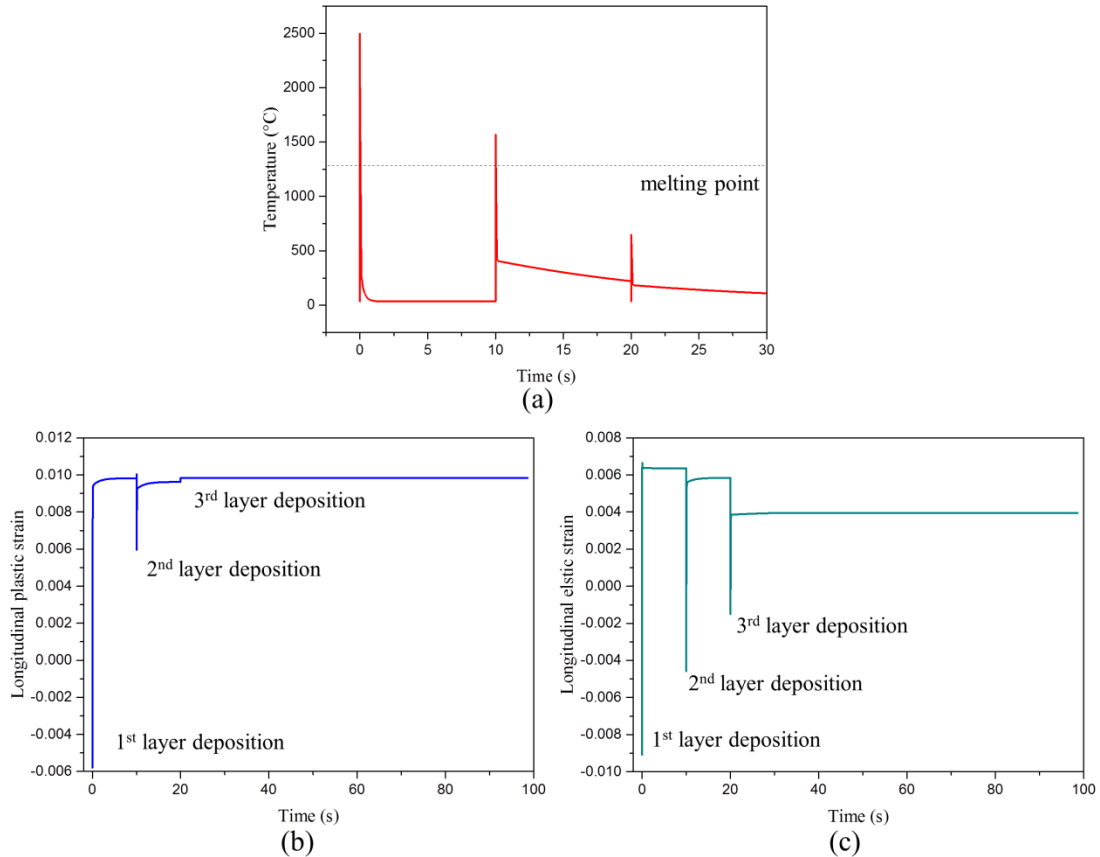 2500
2000
1500
1000
500
0
Temperature (°C)
melting point
0 5 10 15 20 25 30
Time (s)
(a)
0.012
0.010
0.008
0.006
0.004
0.002
0.000
-0.002
-0.004
-0.006
Longitudinal plastic strain
3rd layer deposition
2nd layer deposition
1st layer deposition
0 20 40 60 80 100
Time (s)
(b)
0.008
0.006
0.004
0.002
0.000
-0.002
-0.004
-0.006
-0.008
-0.010
Longitudinal elstic strain
3rd layer deposition
2nd layer deposition
1st layer deposition
0 20 40 60 80 100
Time (s)
(c)